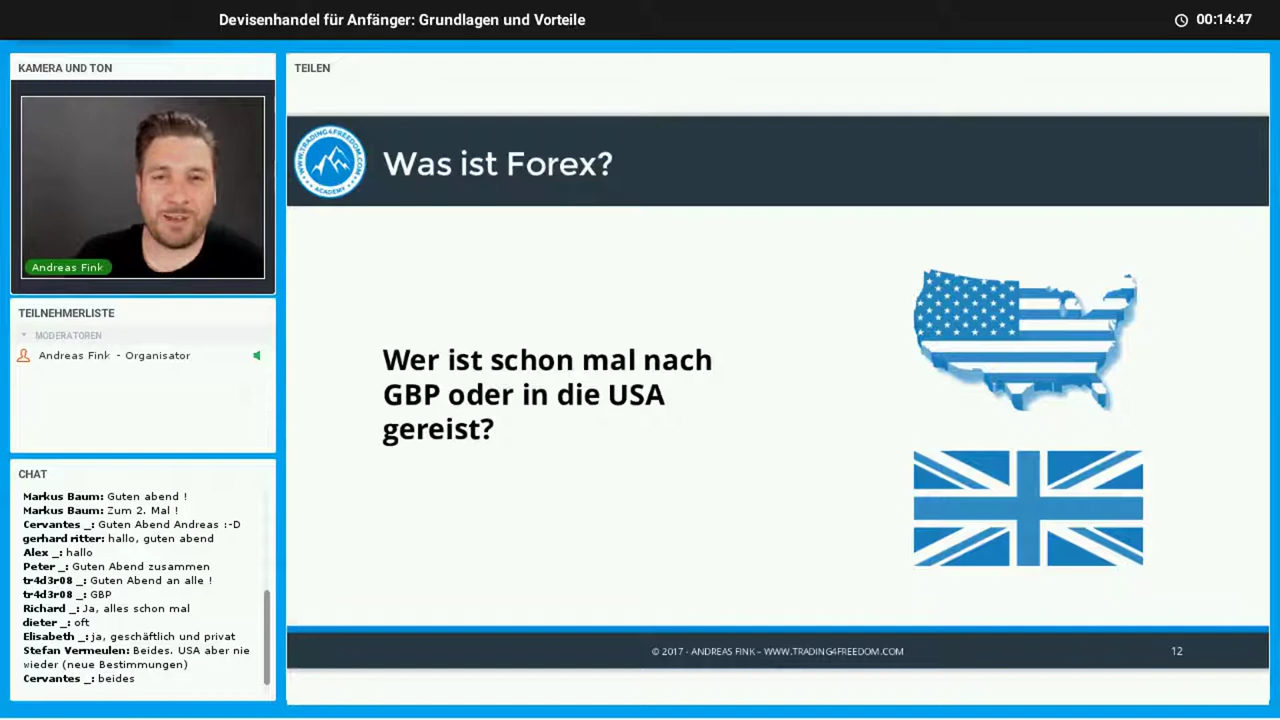 Devisenhandel für Anfänger: Grundlagen und Vorteile
00:14:47
KAMERA UND TON
Andreas Fink
TEILNEHMERLISTE
MODERATOREN
Andreas Fink - Organisator
CHAT
Markus Baum: Guten abend !
Markus Baum: Zum 2. Mal !
Cervantes _: Guten Abend Andreas :-D
gerhard ritter: hallo, guten abend
Alex _: hallo
Peter _: Guten Abend zusammen
tr4d3r08 _: Guten Abend an alle !
tr4d3r08 _: GBP
Richard _: Ja, alles schon mal
dieter _: oft
Elisabeth _: ja, geschäftlich und privat
Stefan Vermeulen: Beides. USA aber nie
wieder (neue Bestimmungen)
Cervantes _: beides
TEILEN
WWW.TRADING4FREEDOM.COM
ACADEMY
Was ist Forex?
Wer ist schon mal nach
GBP oder in die USA
gereist?
© 2017 - ANDREAS FINK – WWW.TRADING4FREEDOM.COM
12